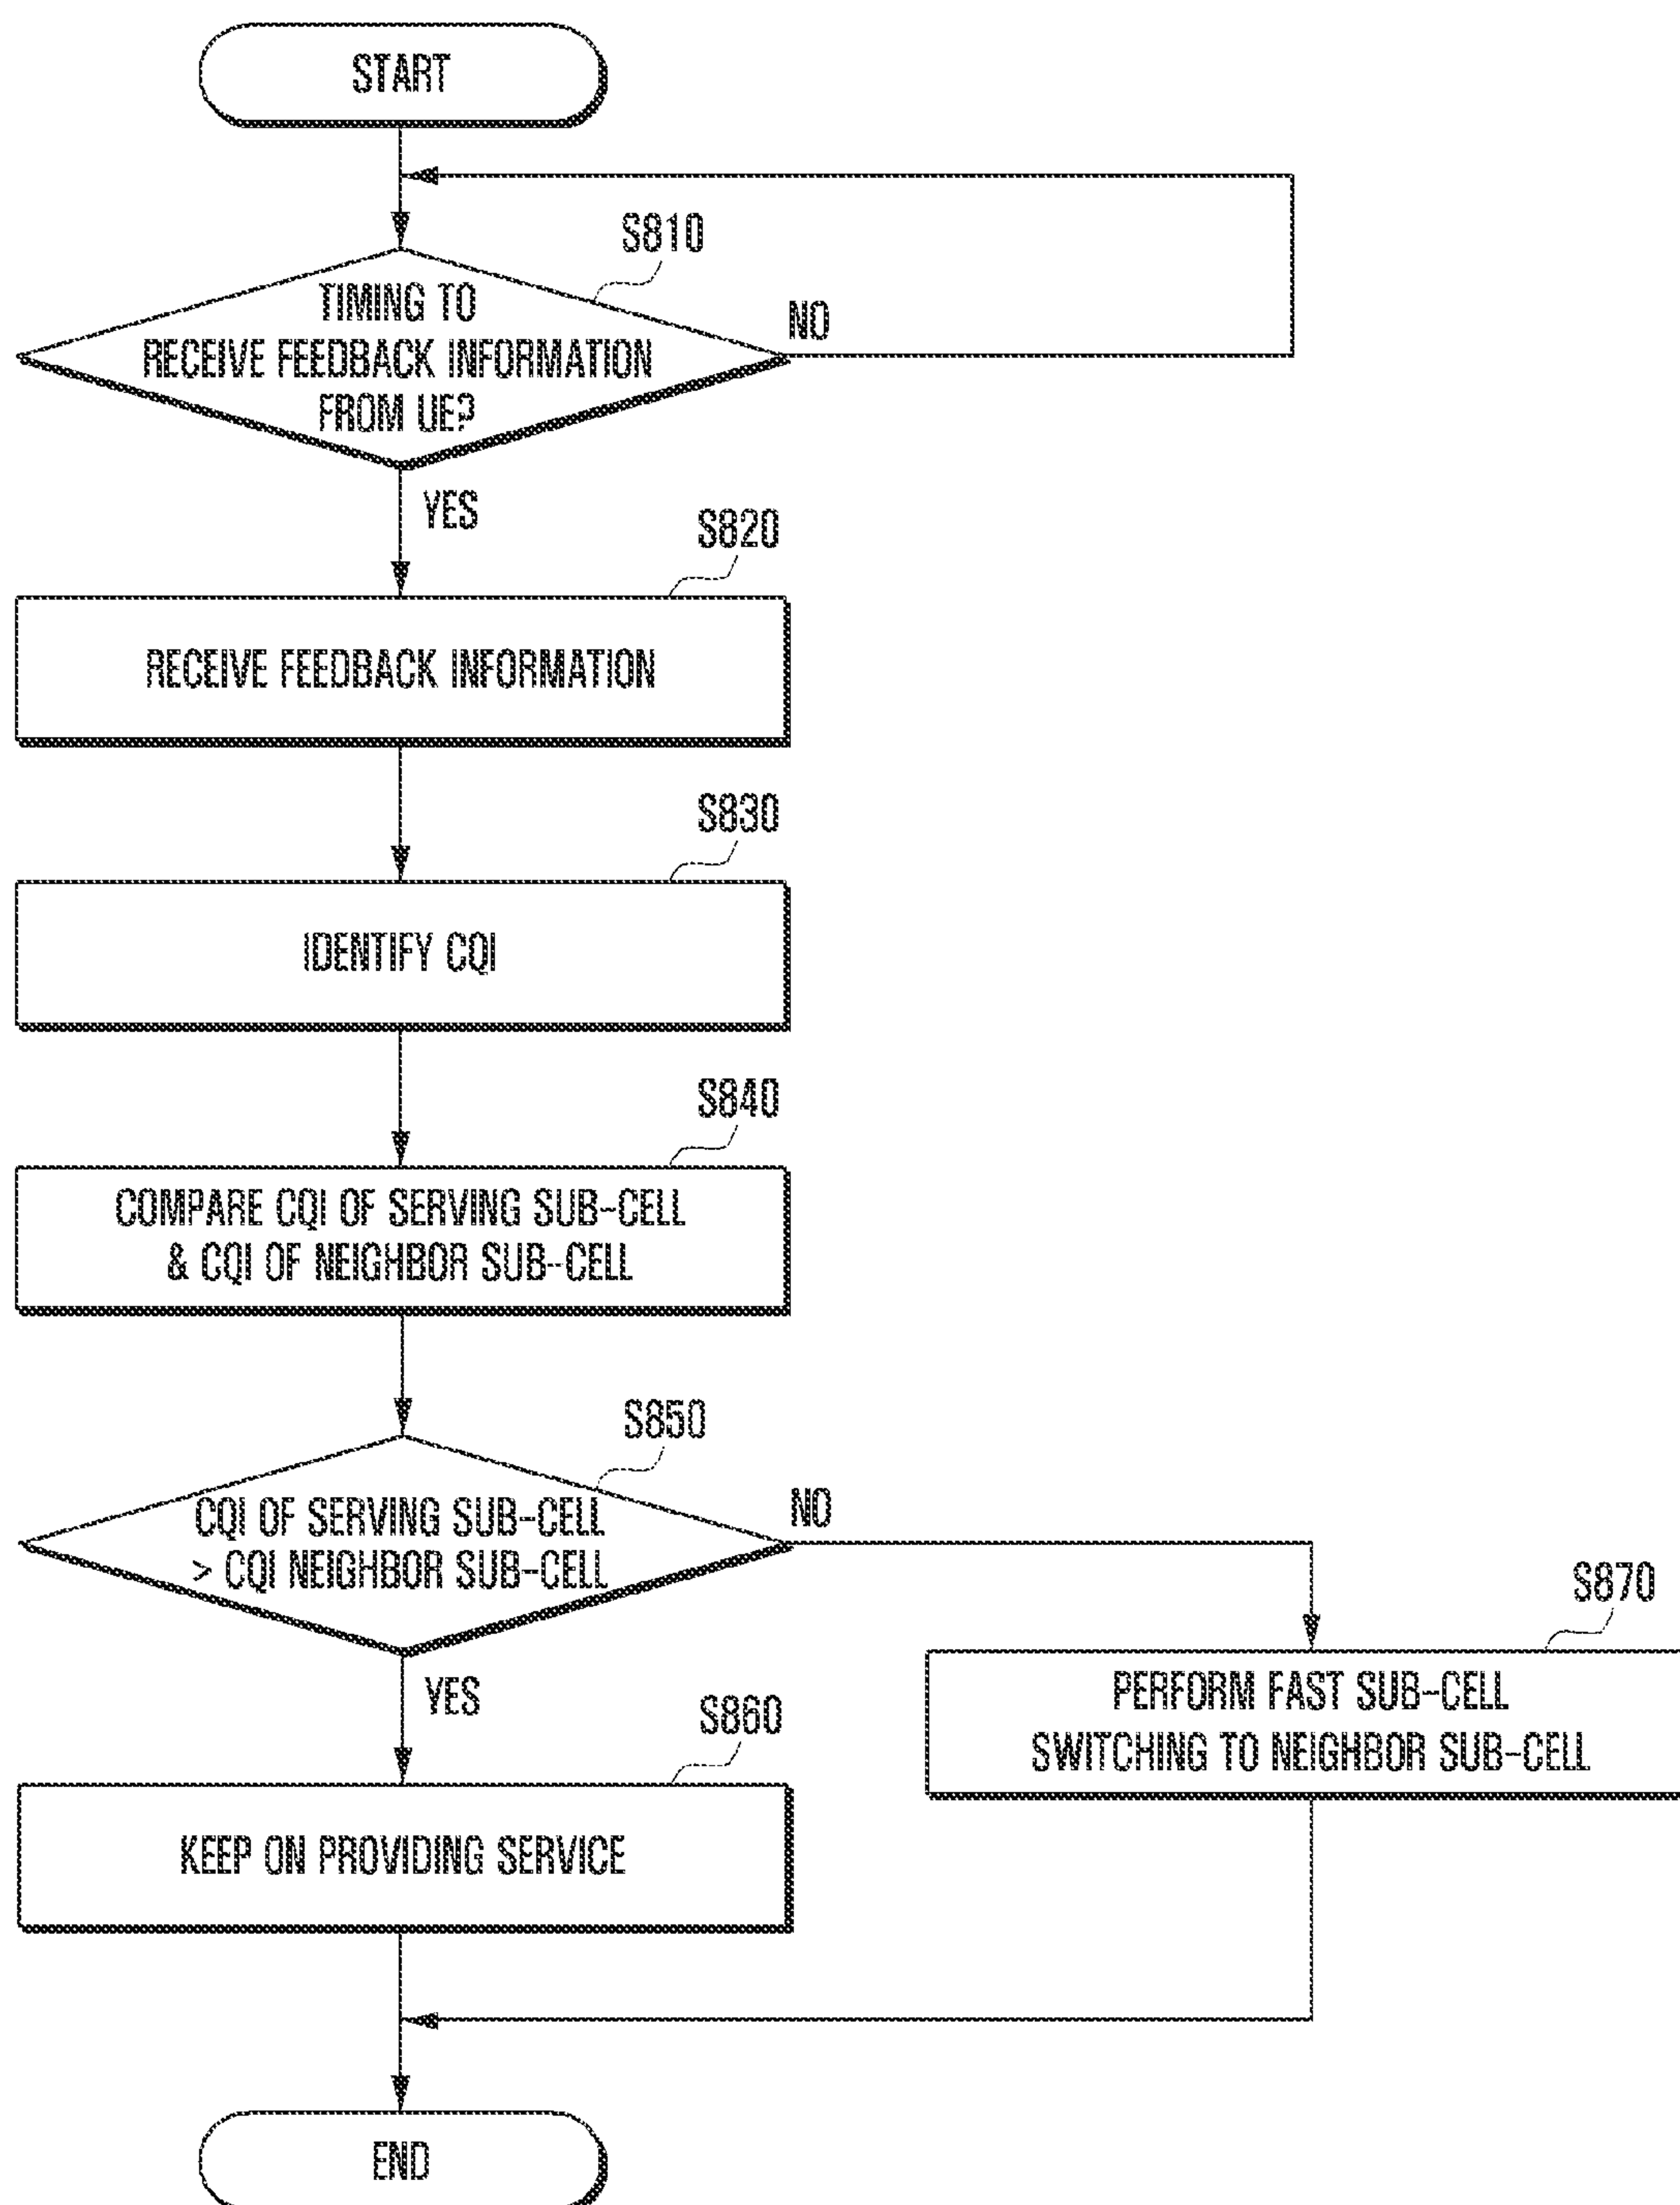 START
S810
TIMING TO
RECEIVE FEEDBACK INFORMATION
FROM UE?
NO
YES
S820
RECEIVE FEEDBACK INFORMATION
S830
IDENTIFY CQI
S840
COMPARE CQI OF SERVING SUB-CELL
& CQI OF NEIGHBOR SUB-CELL
S850
CQI OF SERVING SUB-CELL
> CQI NEIGHBOR SUB-CELL
NO
YES
S870
PERFORM FAST SUB-CELL
SWITCHING TO NEIGHBOR SUB-CELL
S860
KEEP ON PROVIDING SERVICE
END